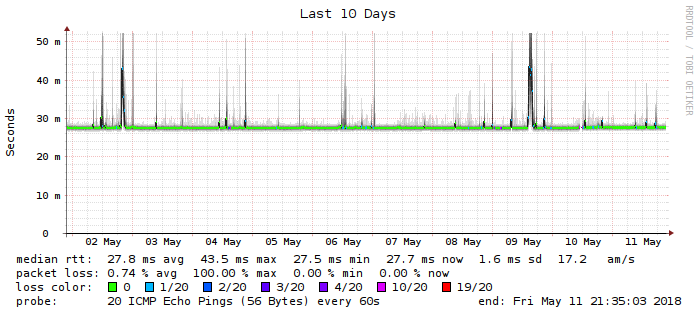 Last 10 Days
RRDTOOL / TOBI OETIKER
Seconds
50 m
40 m
30 m
20 m
10 m
0
02 May 03 May 04 May 05 May 06 May 07 May 08 May 09 May 10 May 11 May
median rtt: 27.8 ms avg 43.5 ms max 27.5 ms min 27.7 ms now 1.6 ms sd 17.2 am/s
packet loss: 0.74 % avg 100.00 % max 0.00 % min 0.00 % now
loss color: 0 1/20 2/20 3/20 4/20 10/20 19/20
probe: 20 ICMP Echo Pings (56 Bytes) every 60s end: Fri May 11 21:35:03 2018